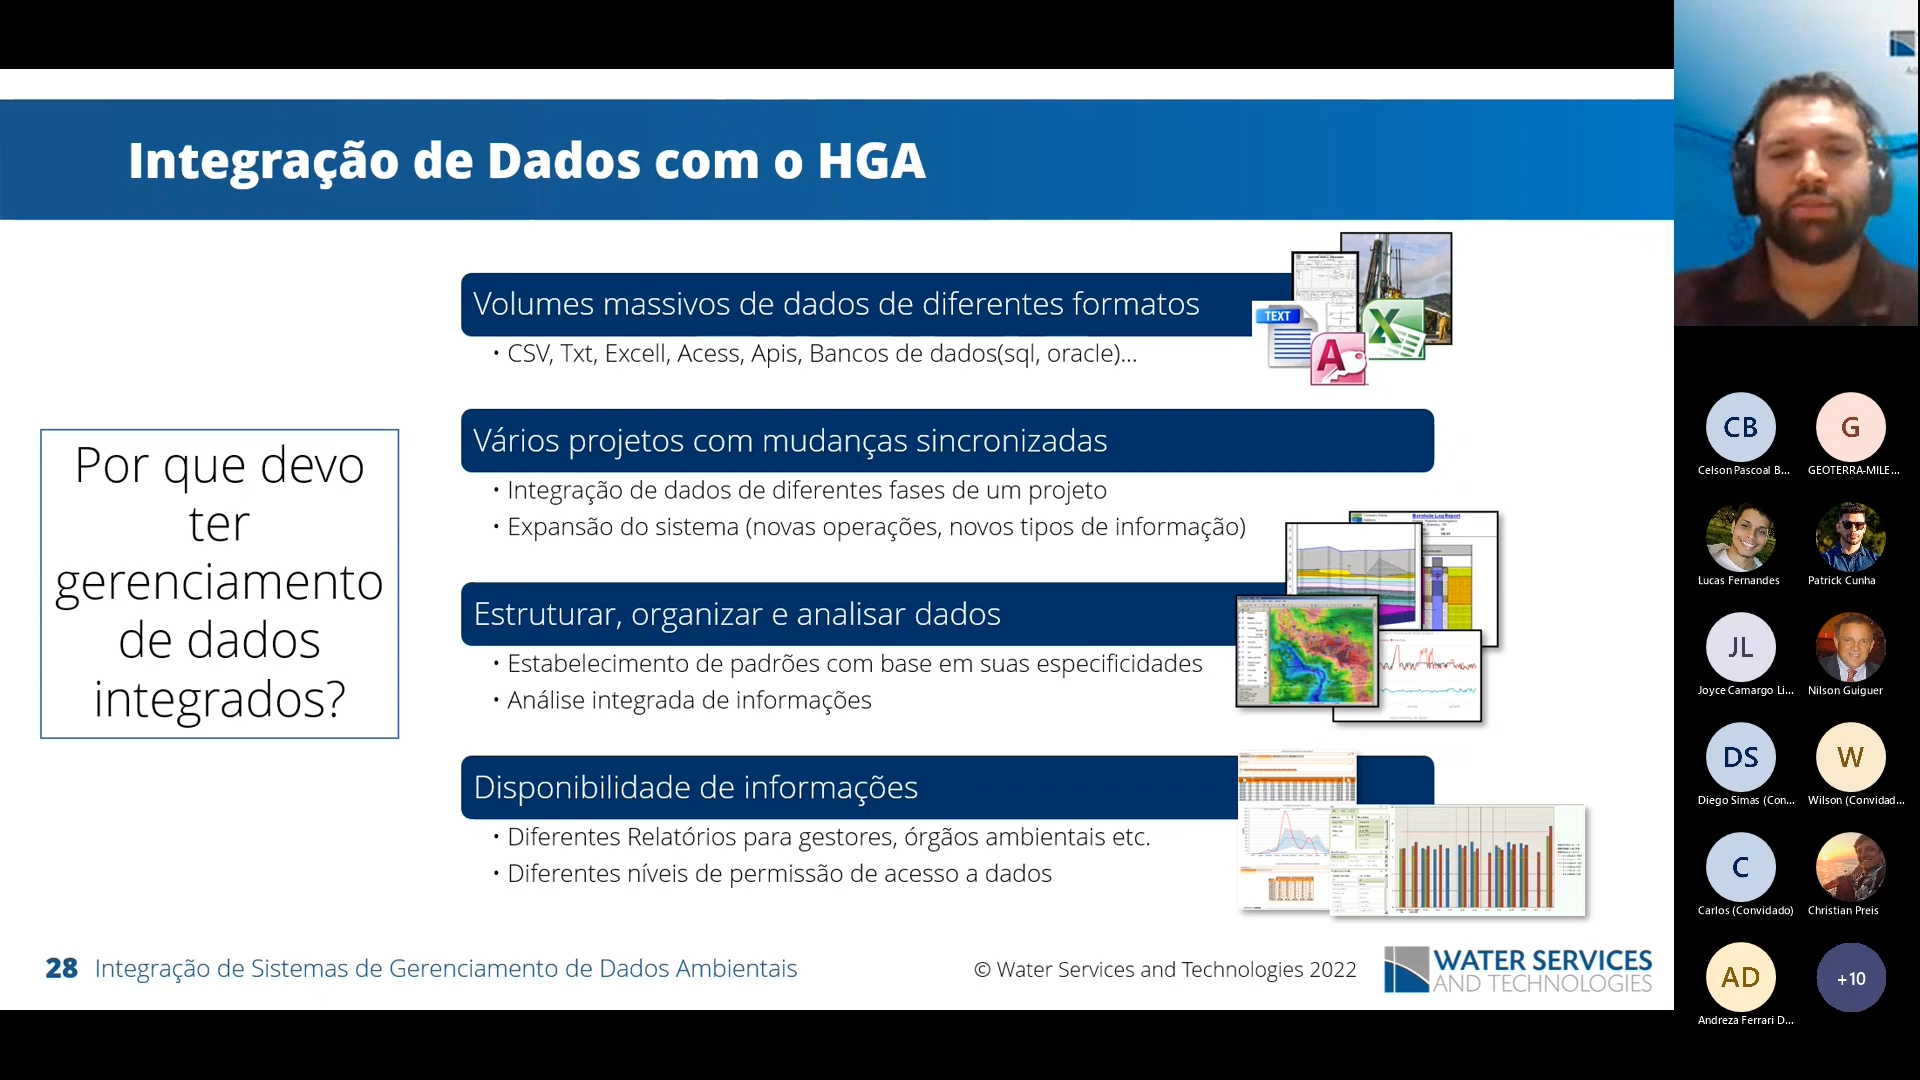 Integração de Dados com o HGA
Volumes massivos de dados de diferentes formatos
• CSV, Txt, Excell, Acess, Apis, Bancos de dados(sql, oracle)...
TEXT
Vários projetos com mudanças sincronizadas
• Integração de dados de diferentes fases de um projeto
• Expansão do sistema (novas operações, novos tipos de informação)
Por que devo
ter
gerenciamento
de dados
integrados?
Borehole Log Report
Estruturar, organizar e analisar dados
• Estabelecimento de padrões com base em suas especificidades
• Análise integrada de informações
Disponibilidade de informações
• Diferentes Relatórios para gestores, órgãos ambientais etc.
• Diferentes níveis de permissão de acesso a dados
28 Integração de Sistemas de Gerenciamento de Dados Ambientais
© Water Services and Technologies 2022
WATER SERVICES
AND TECHNOLOGIES
CB
Celson Pascoal B...
G
GEOTERRA-MILE...
Lucas Fernandes
Patrick Cunha
JL
Joyce Camargo Li...
Nilson Guiguer
DS
Diego Simas (Con...
W
Wilson (Convidad...
C
Carlos (Convidado)
Christian Preis
AD
Andreza Ferrari D...
+10